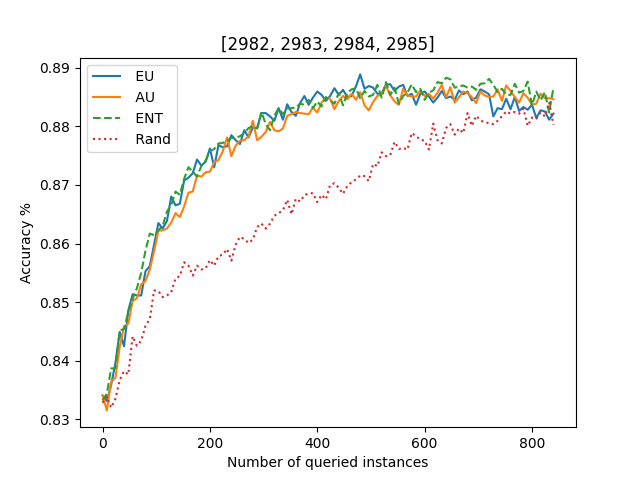 [2982, 2983, 2984, 2985]
EU
AU
ENT
Rand
Accuracy %
0.89
0.88
0.87
0.86
0.85
0.84
0.83
0 200 400 600 800
Number of queried instances